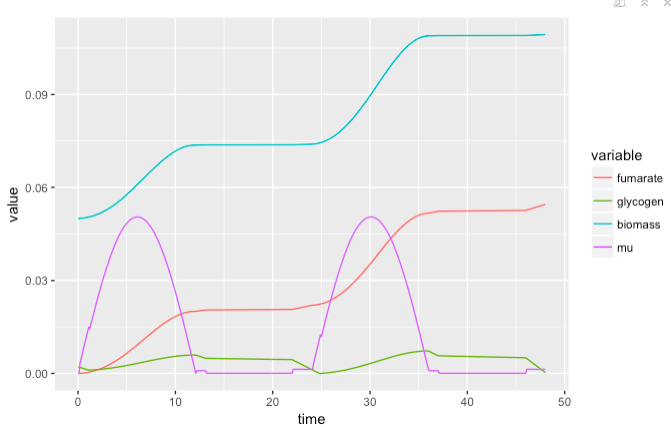 0.09
0.06
0.03
0.00
value
0
10
20
30
40
50
time
variable
fumarate
glycogen
biomass
mu